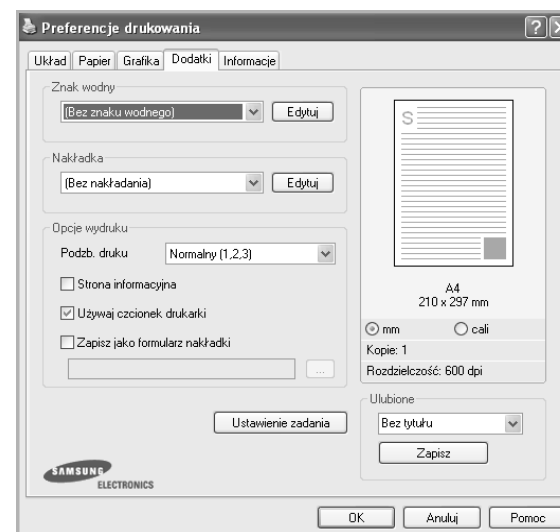 Preferencje drukowania
Układ Papier Grafika Dodatki Informacje
Znak wodny
(Bez znaku wodnego)
Edytuj
Nakładka
(Bez nakładania)
Edytuj
Opcje wydruku
Podzb. druku Normalny (1,2,3)
Strona informacyjna
Używaj czcionek drukarki
Zapisz jako formularz nakładki
...
Ustawienie zadania
S
A4
210 x 297 mm
mm cali
Kopie: 1
Rozdzielczość: 600 dpi
Ulubione
Bez tytułu
Zapisz
SAMSUNG
ELECTRONICS
OK Anuluj Pomoc